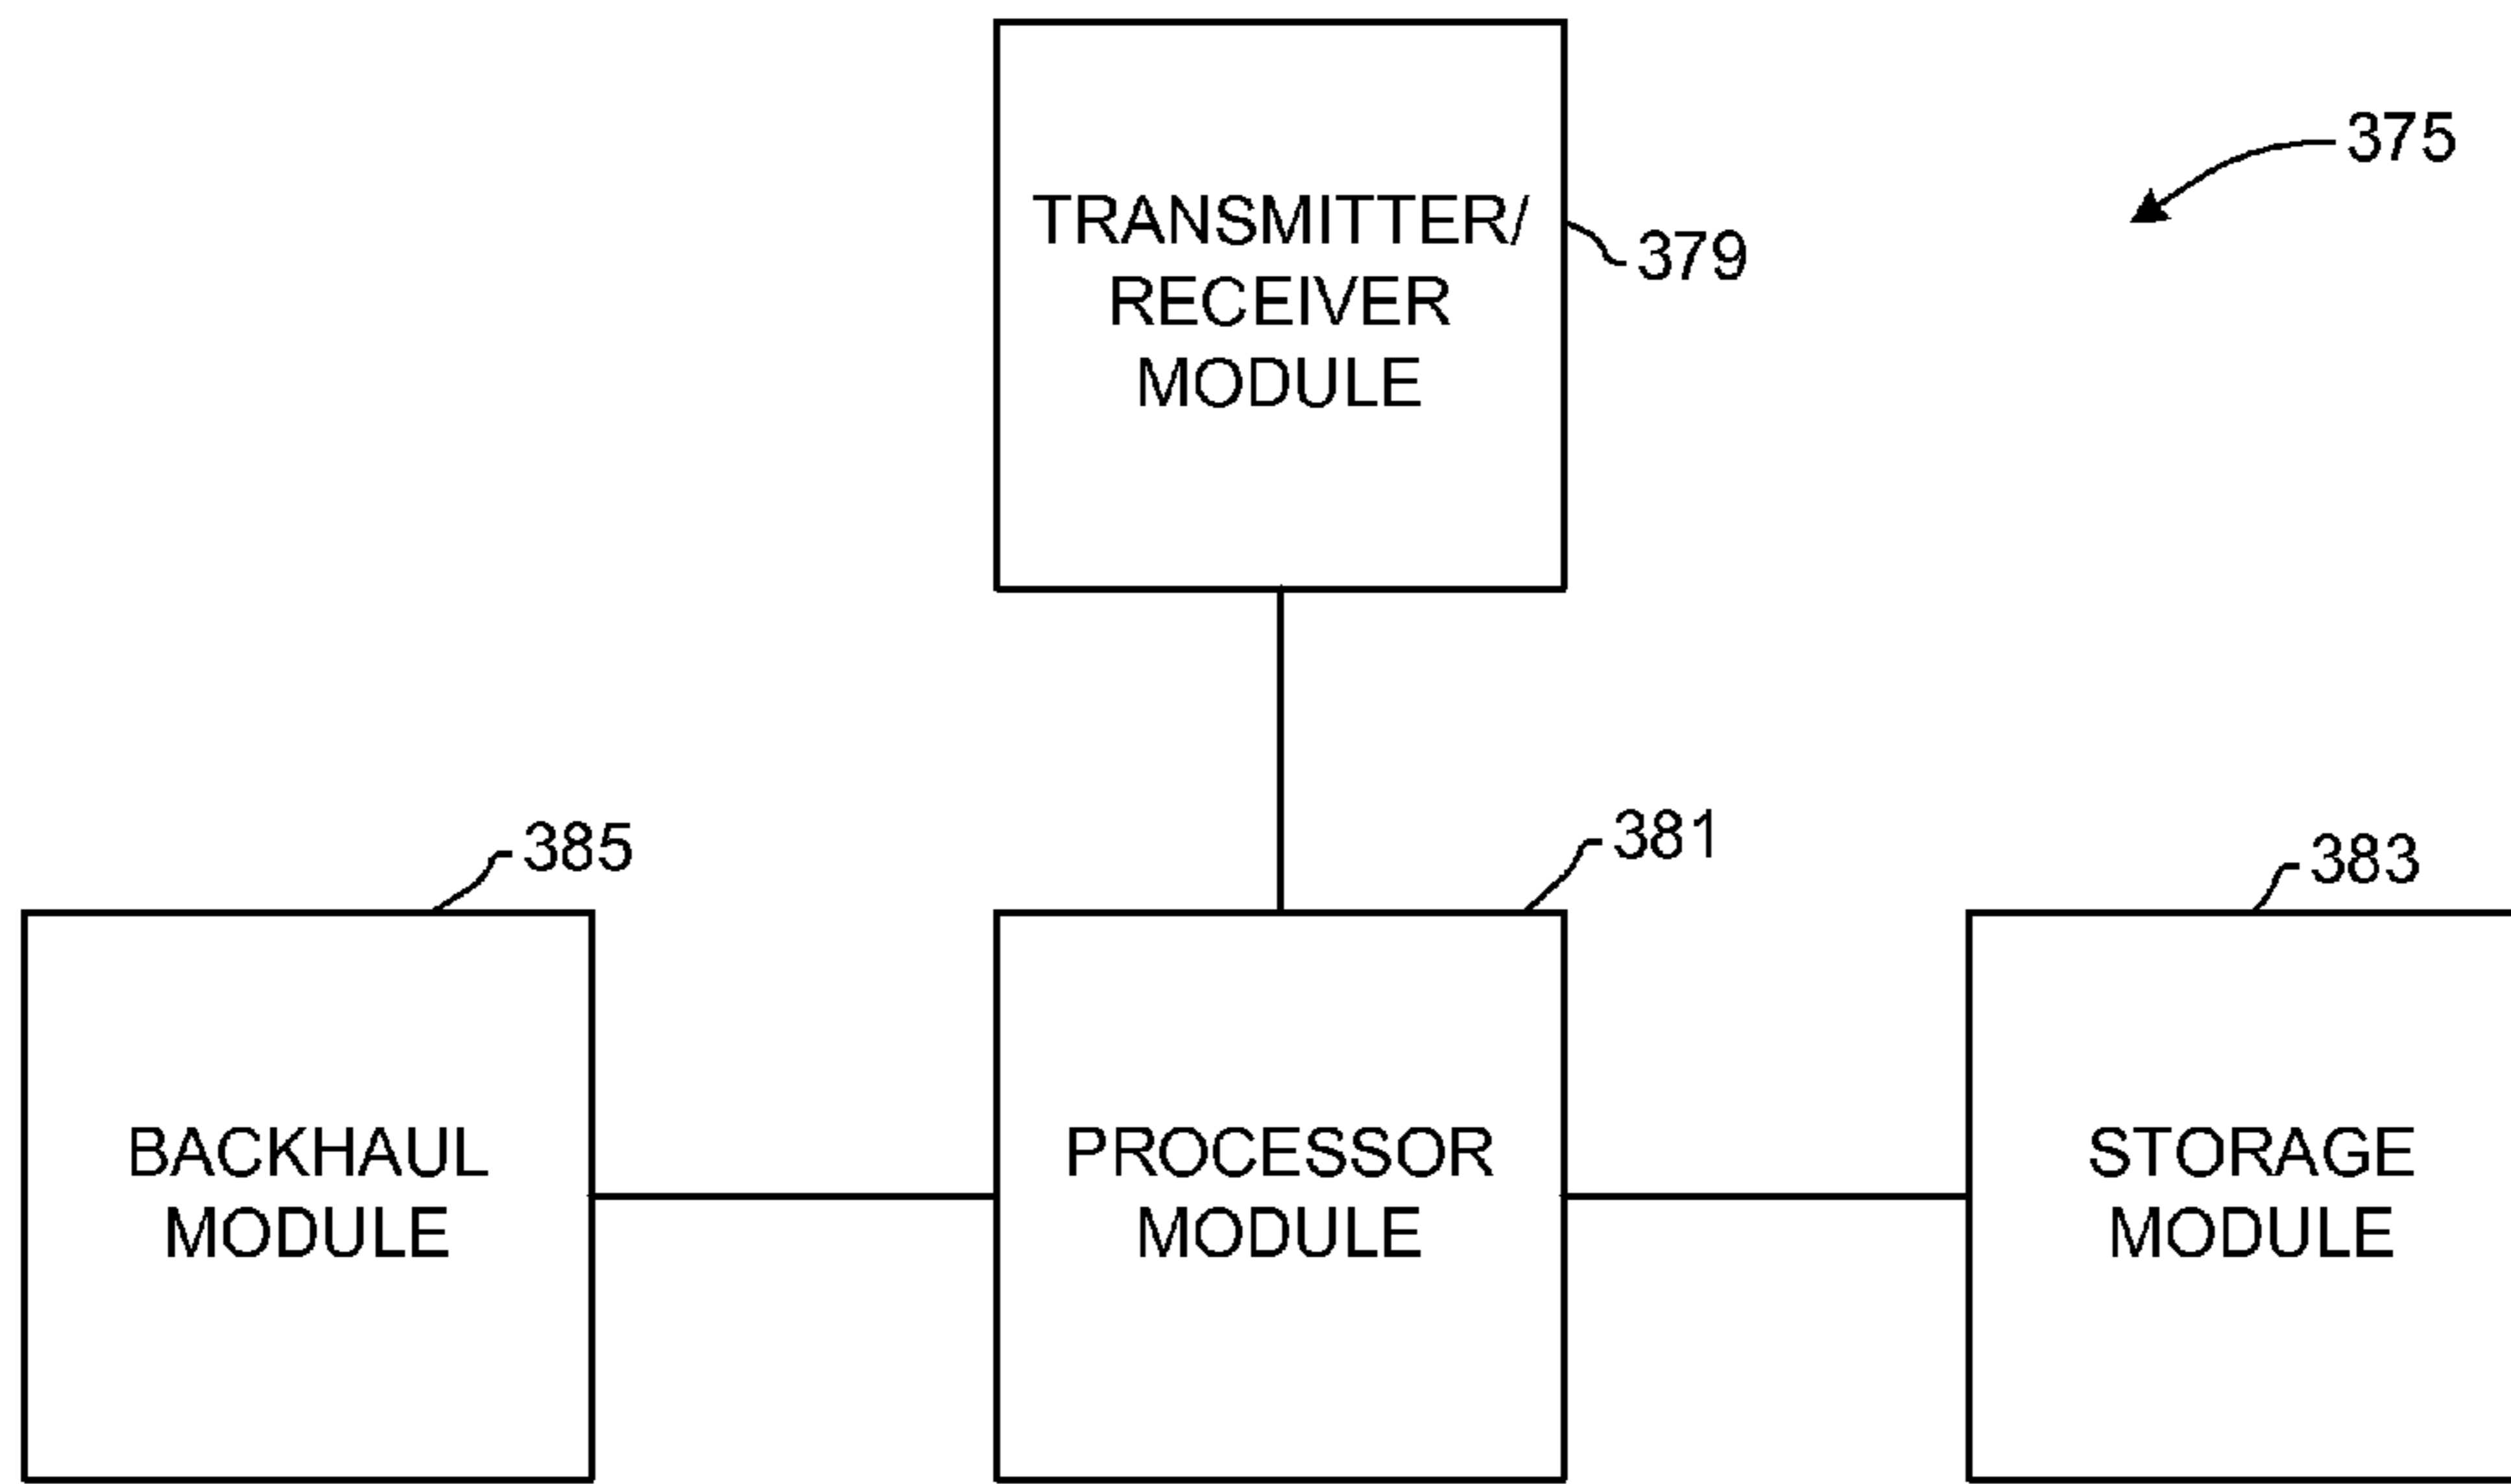 375
TRANSMITTER/
RECEIVER
MODULE
379
385
381
383
BACKHAUL
MODULE
PROCESSOR
MODULE
STORAGE
MODULE